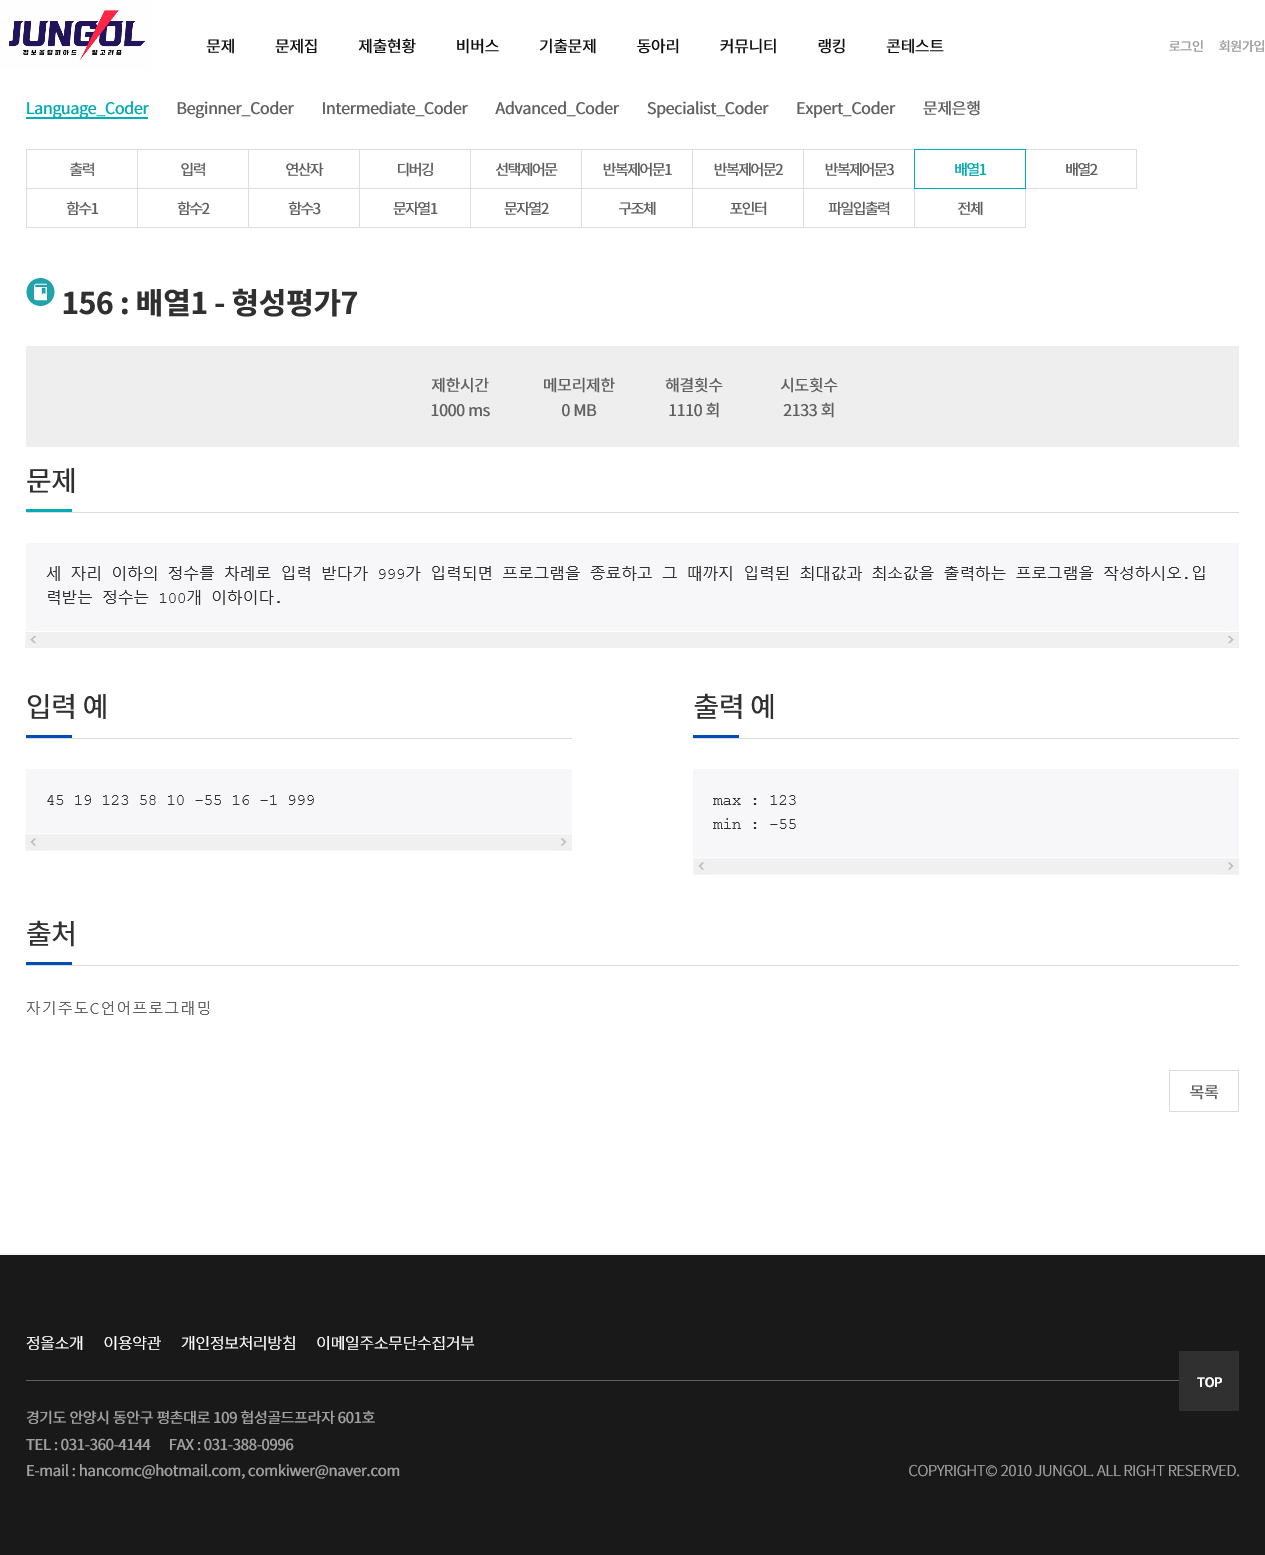 JUNGOL
정보올림피아드 알고리즘
문제 문제집 제출현황 비버스 기출문제 동아리 커뮤니티 랭킹 콘테스트 로그인 회원가입
Language_Coder Beginner_Coder Intermediate_Coder Advanced_Coder Specialist_Coder Expert_Coder 문제은행
출력 입력 연산자 디버깅 선택제어문 반복제어문1 반복제어문2 반복제어문3 배열1 배열2
함수1 함수2 함수3 문자열1 문자열2 구조체 포인터 파일입출력 전체
156 : 배열1 - 형성평가7
제한시간 메모리제한 해결횟수 시도횟수
1000 ms 0 MB 1110 회 2133 회
문제
세 자리 이하의 정수를 차례로 입력 받다가 999가 입력되면 프로그램을 종료하고 그 때까지 입력된 최대값과 최소값을 출력하는 프로그램을 작성하시오.입
력받는 정수는 100개 이하이다.
입력 예
45 19 123 58 10 -55 16 -1 999
출력 예
max : 123
min : -55
출처
자기주도C언어프로그래밍
목록
정올소개 이용약관 개인정보처리방침 이메일주소무단수집거부
TOP
경기도 안양시 동안구 평촌대로 109 협성골드프라자 601호
TEL : 031-360-4144 FAX : 031-388-0996
E-mail : hancomc@hotmail.com, comkiwer@naver.com
COPYRIGHT© 2010 JUNGOL. ALL RIGHT RESERVED.